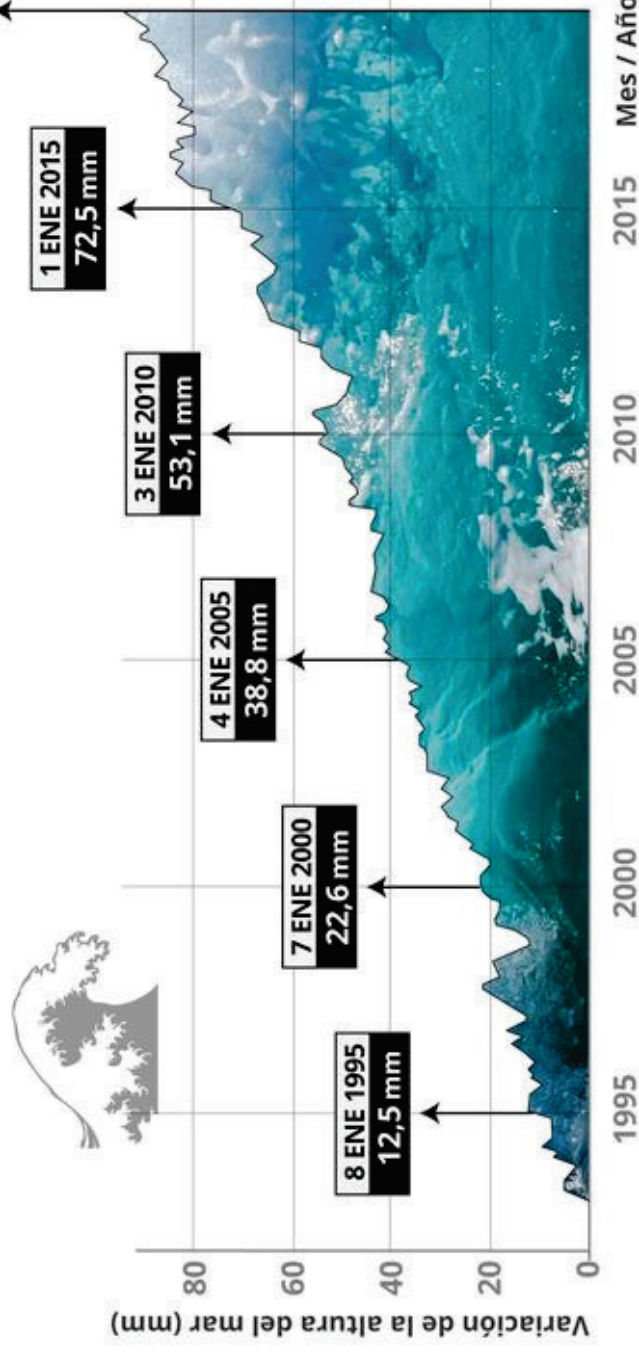 Variación de la altura del mar (mm)
80
60
40
20
0
8 ENE 1995
12,5 mm
7 ENE 2000
22,6 mm
4 ENE 2005
38,8 mm
3 ENE 2010
53,1 mm
1 ENE 2015
72,5 mm
1995
2000
2005
2010
2015
Mes / Año